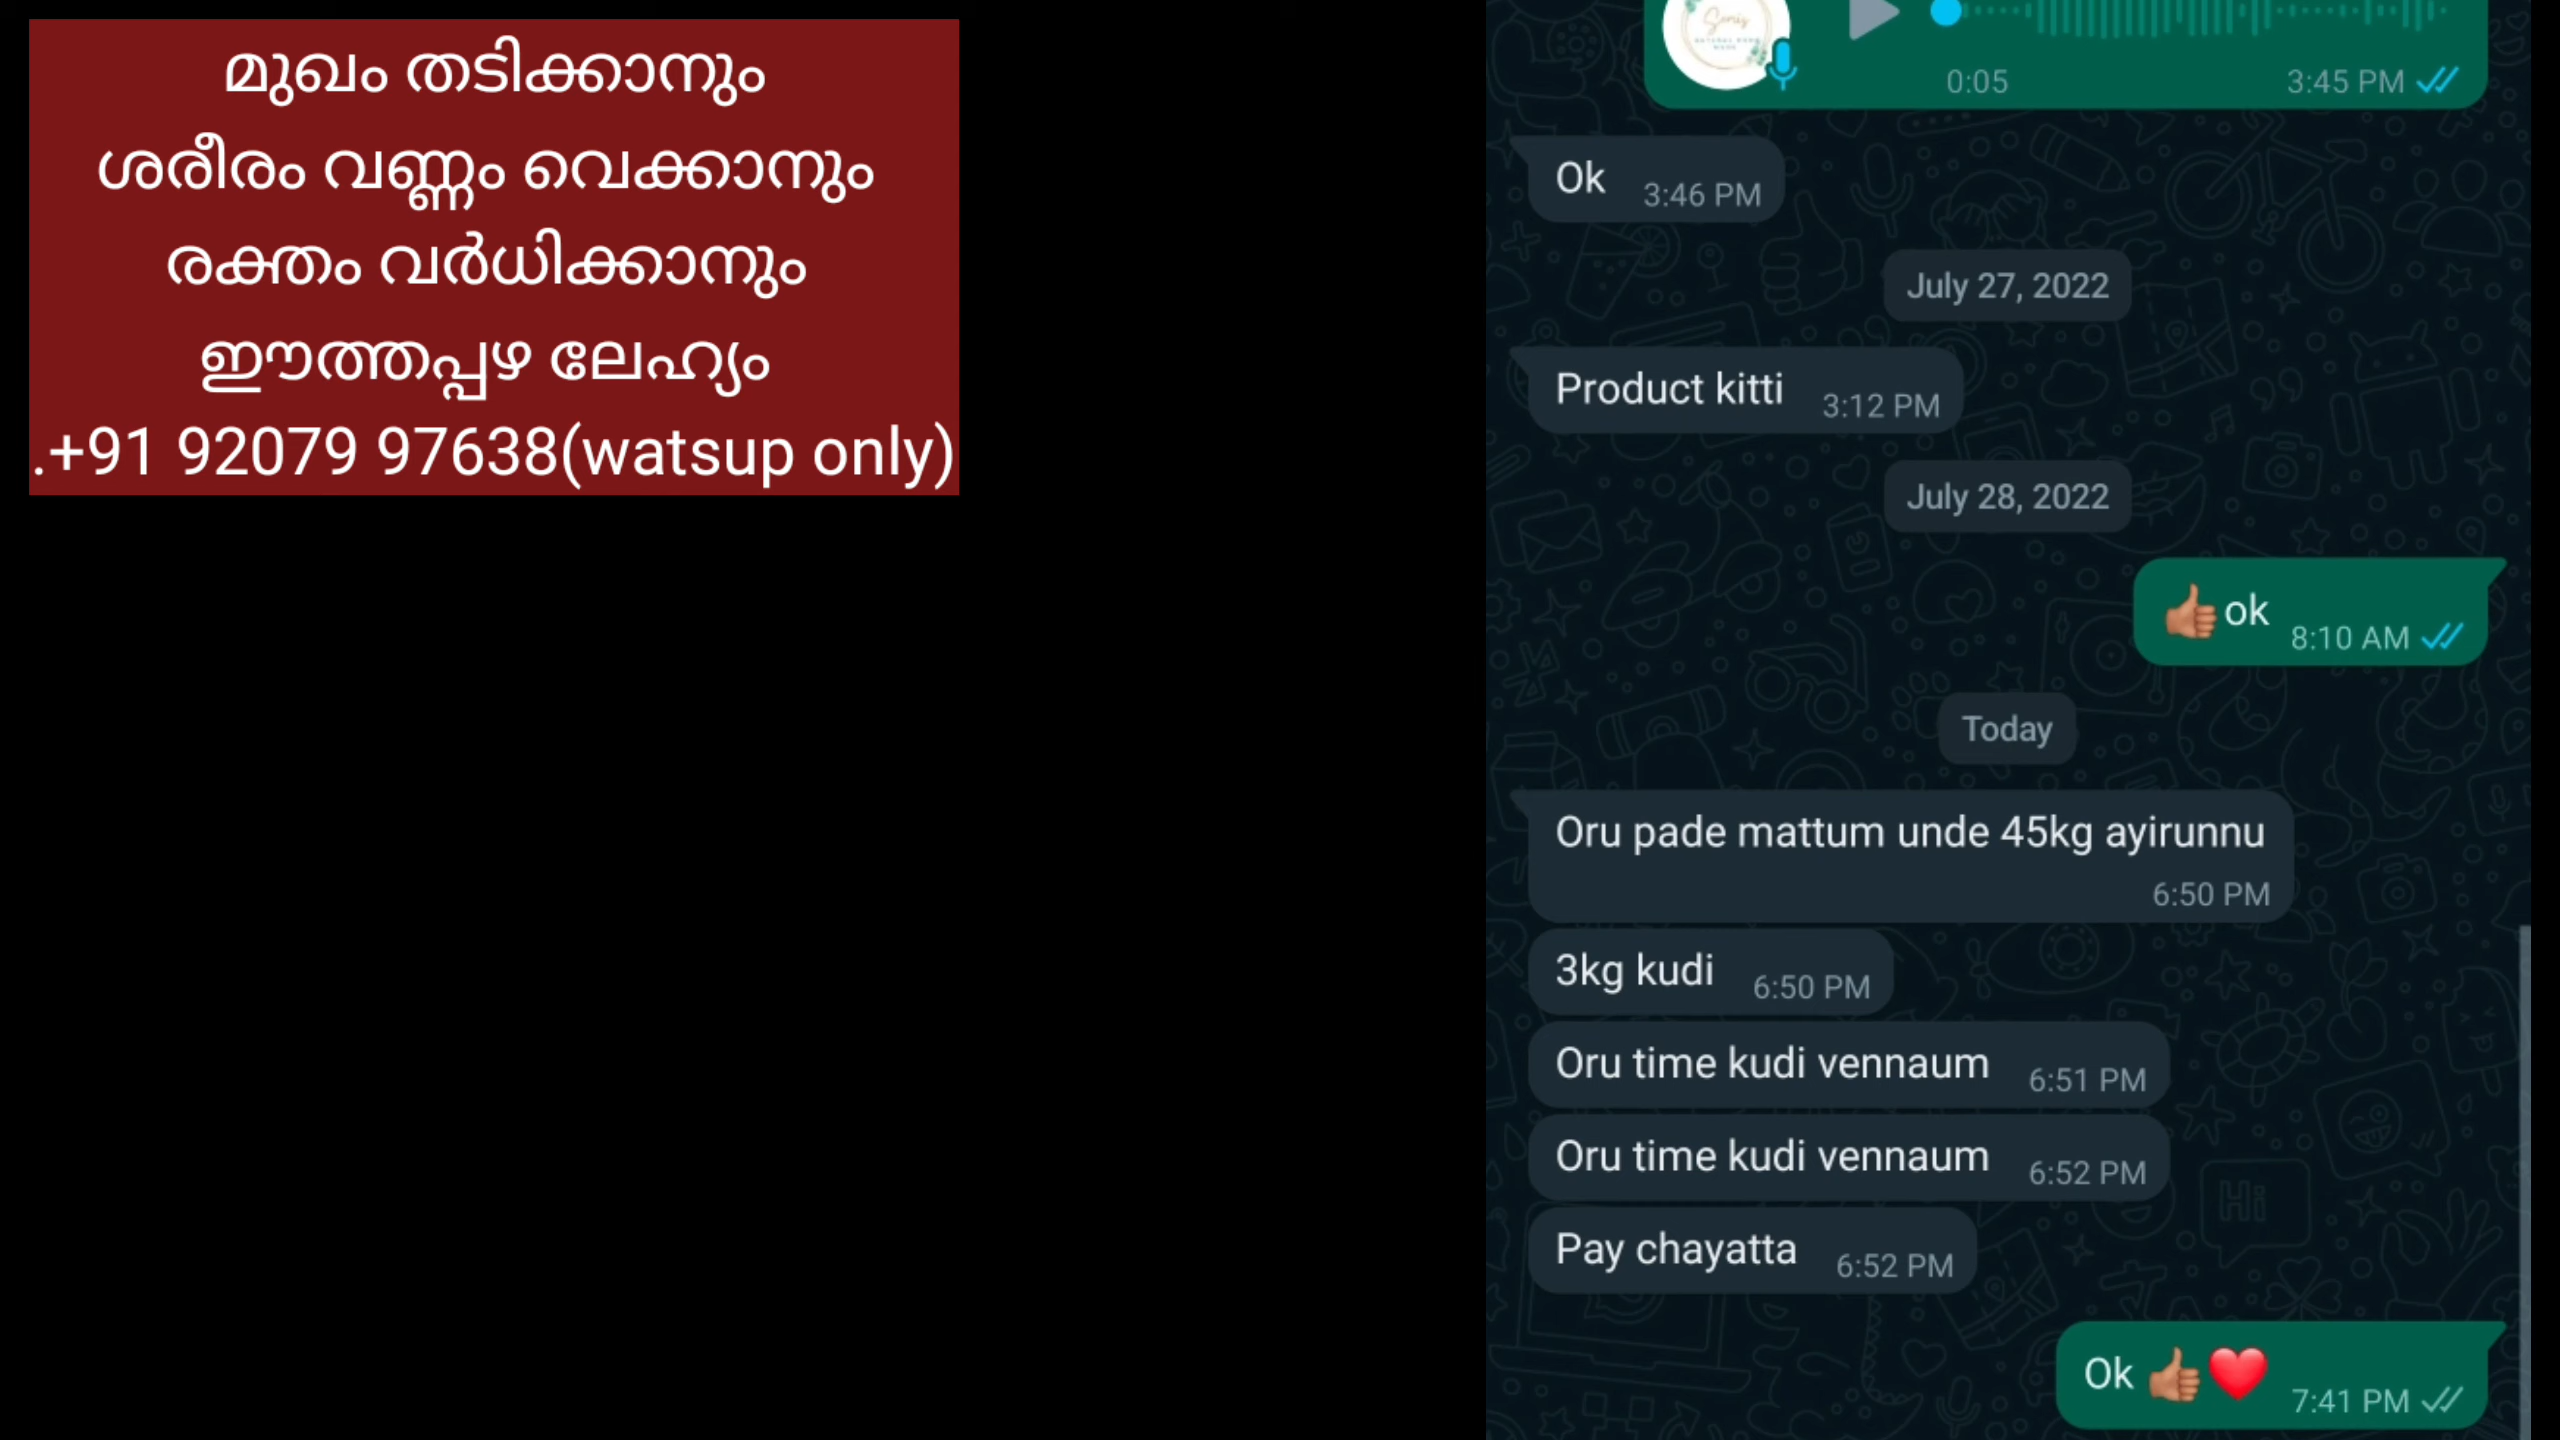 മുഖം തടിക്കാനും
ശരീരം വണ്ണം വെക്കാനും
രക്തം വർധിക്കാനും
ഈത്തപ്പഴ ലേഹ്യം
.+91 92079 97638(watsup only)
0:05 3:45 PM
Ok 3:46 PM
July 27, 2022
Product kitti 3:12 PM
July 28, 2022
👍🏽ok 8:10 AM
Today
Oru pade mattum unde 45kg ayirunnu
6:50 PM
3kg kudi 6:50 PM
Oru time kudi vennaum 6:51 PM
Oru time kudi vennaum 6:52 PM
Pay chayatta 6:52 PM
Ok 👍🏽❤️ 7:41 PM